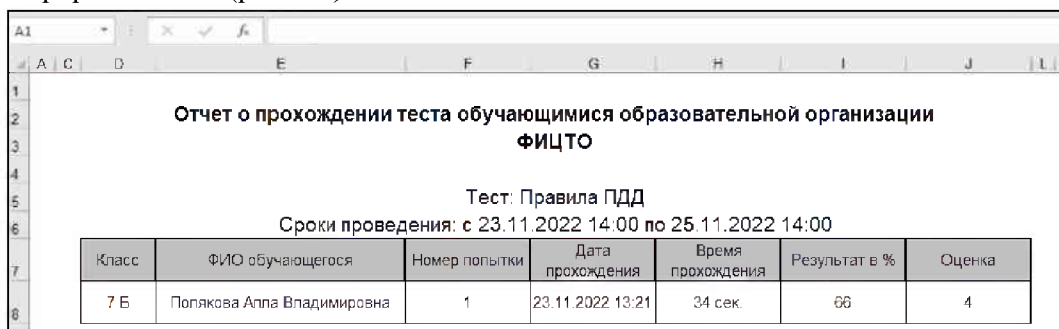 A1
A C D E F G H I J L
1
2
3
4
5
6
7
8
Отчет о прохождении теста обучающимися образовательной организации
ФИЦТО
Тест: Правила ПДД
Сроки проведения: с 23.11.2022 14:00 по 25.11.2022 14:00
Класс ФИО обучающегося Номер попытки Дата прохождения Время прохождения Результат в % Оценка
7 Б Полякова Алла Владимировна 1 23.11.2022 13:21 34 сек. 66 4